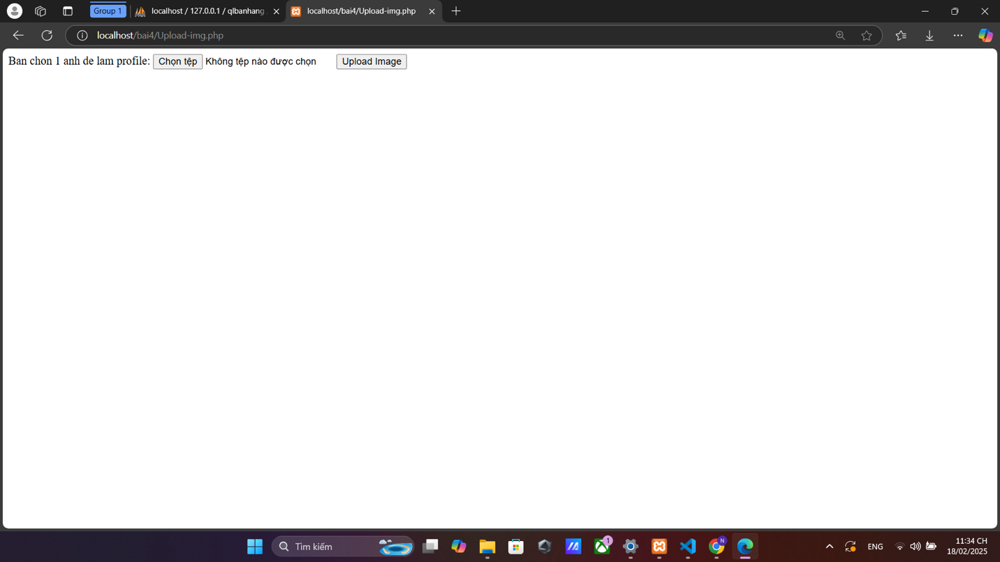 Group 1
localhost / 127.0.0.1 / qlbanhang
localhost/bai4/Upload-img.php
localhost/bai4/Upload-img.php
Ban chon 1 anh de lam profile: Chọn tệp Không tệp nào được chọn Upload Image
Tìm kiếm
1
N
ENG
11:34 CH
18/02/2025